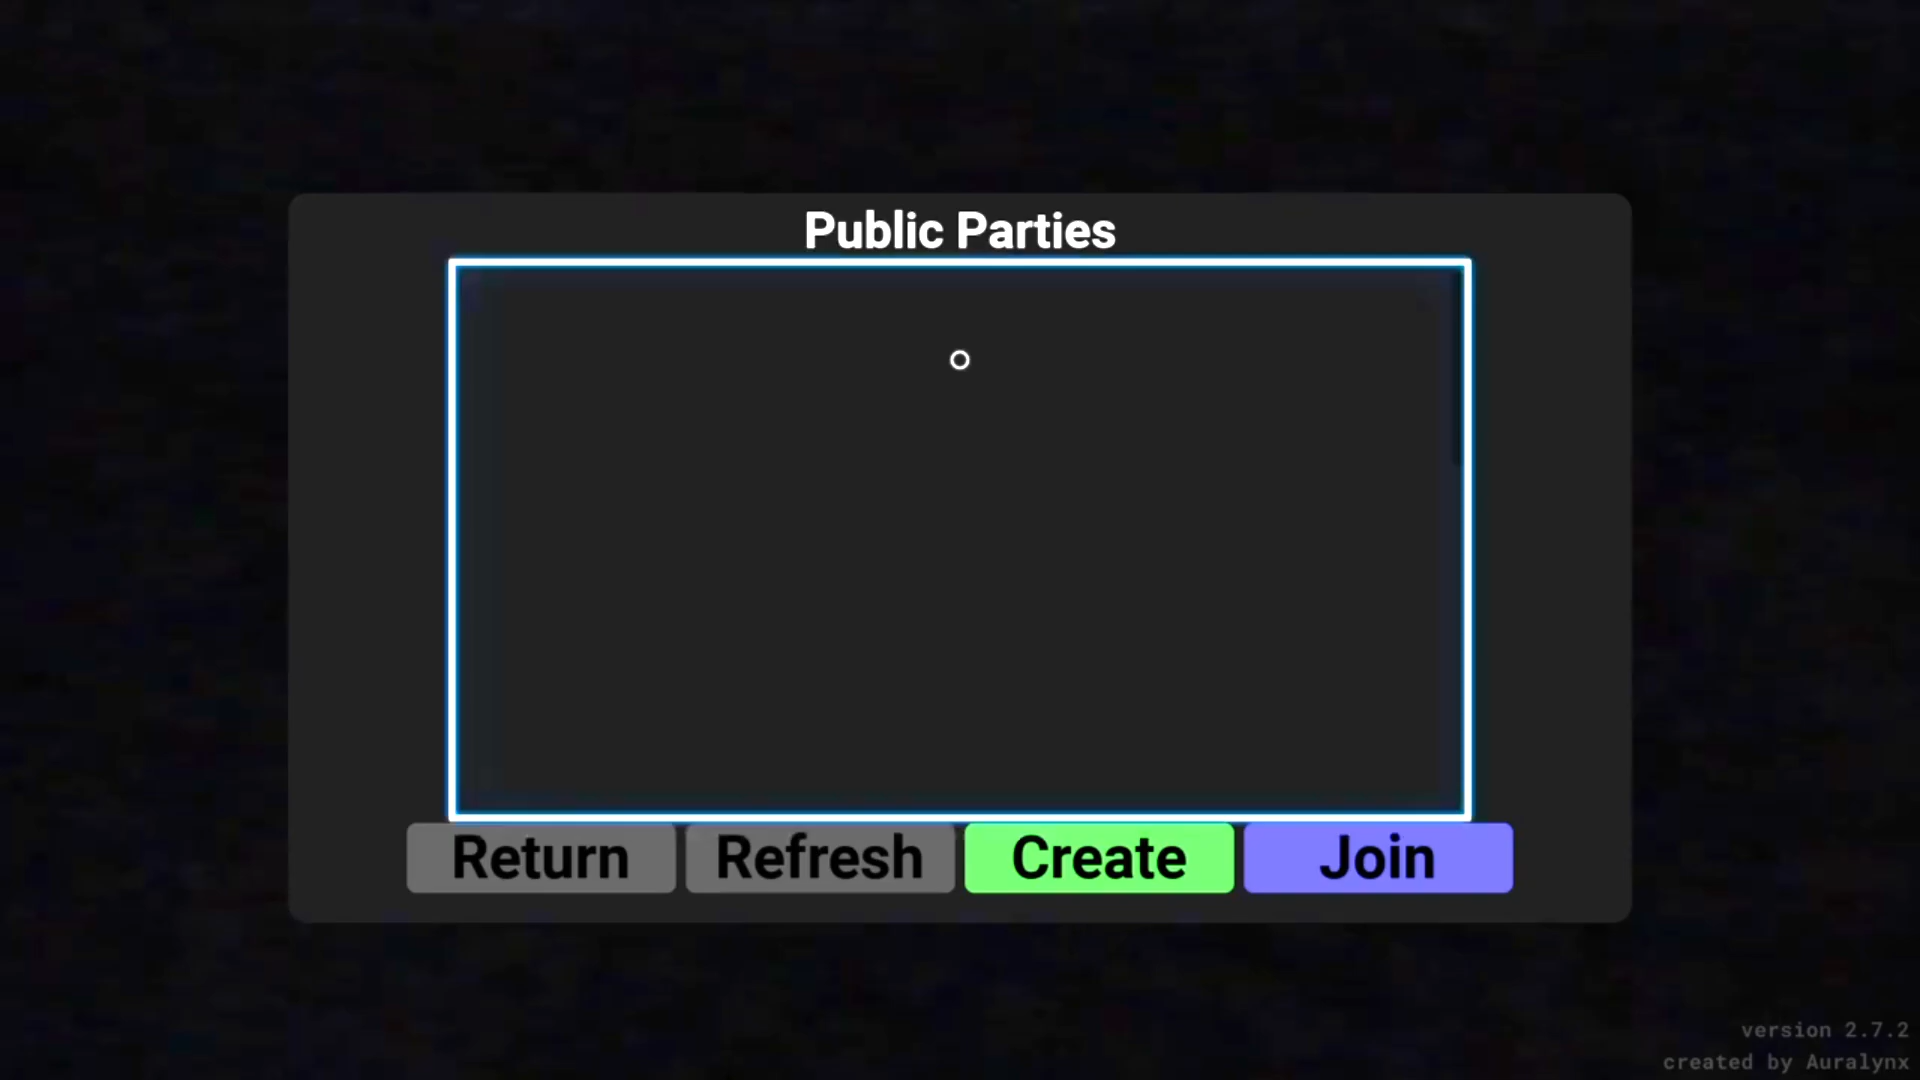 Public Parties
Return Refresh Create Join
version 2.7.2
created by Auralynx